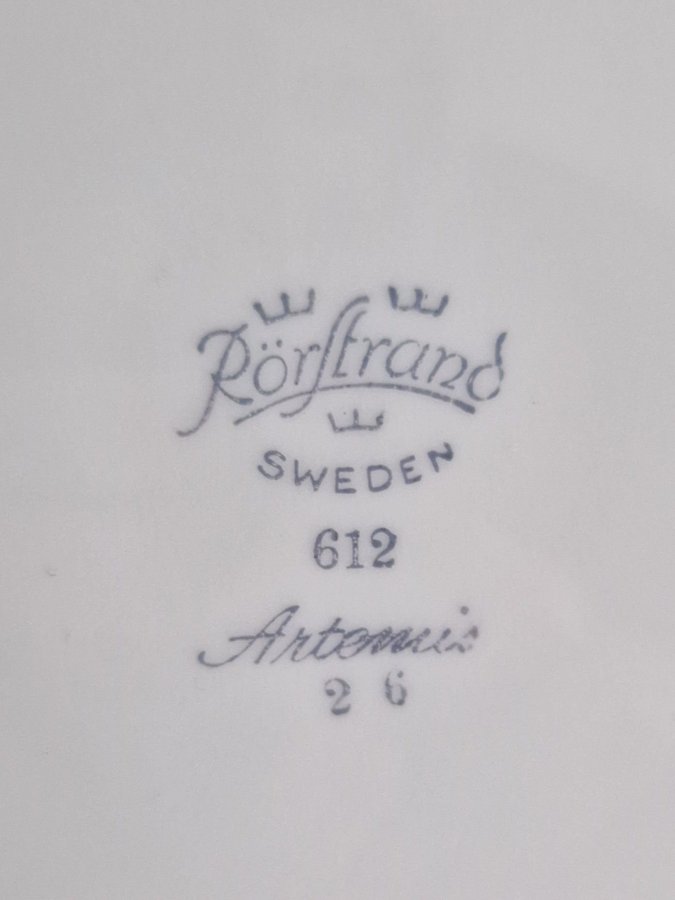 Rörstrand
SWEDEN
612
Artemis
2 6